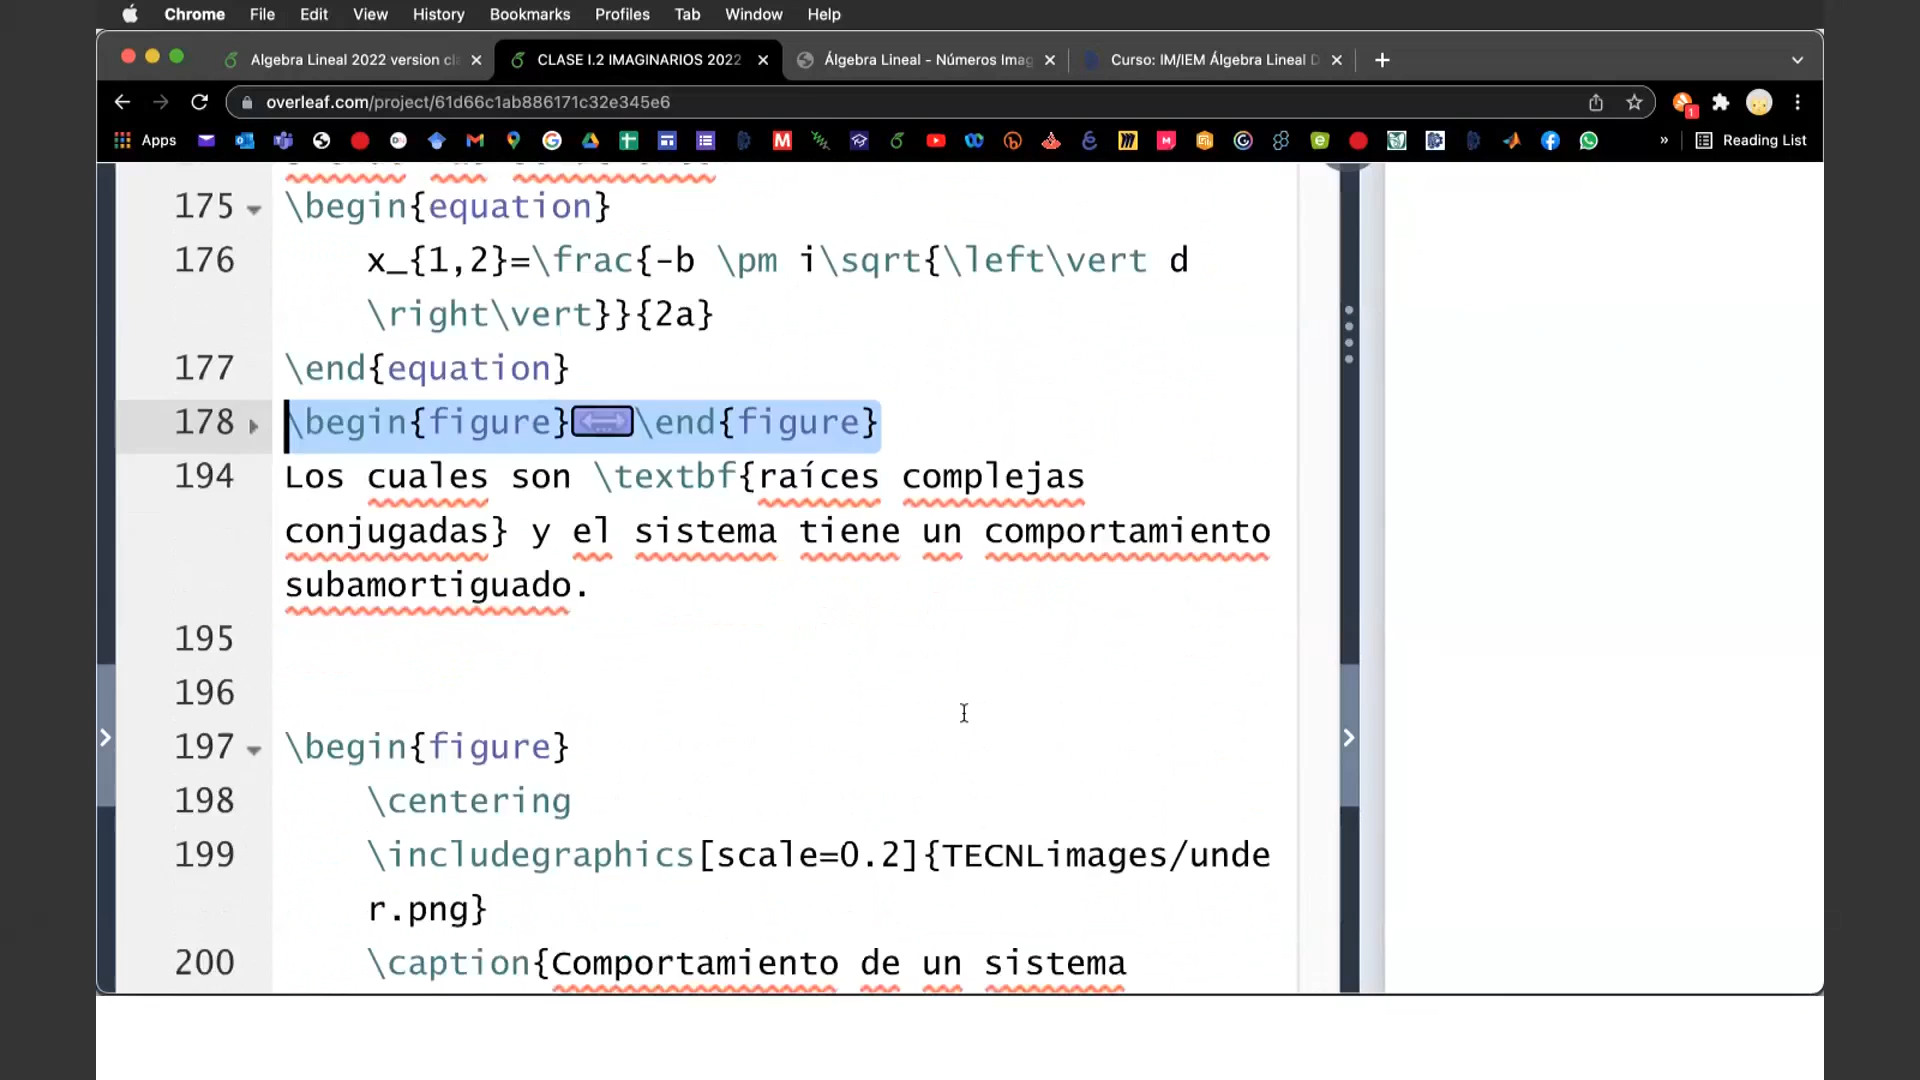 Chrome File Edit View History Bookmarks Profiles Tab Window Help
Algebra Lineal 2022 version cl
CLASE I.2 IMAGINARIOS 2022
Álgebra Lineal - Números Imag
Curso: IM/IEM Álgebra Lineal D
overleaf.com/project/61d66c1ab886171c32e345e6
1
Apps
» Reading List
175 \begin{equation}
176 x_{1,2}=\frac{-b \pm i\sqrt{\left\vert d
\right\vert}}{2a}
177 \end{equation}
178 \begin{figure}\end{figure}
194 Los cuales son \textbf{raíces complejas
conjugadas} y el sistema tiene un comportamiento
subamortiguado.
195
196
197 \begin{figure}
198 \centering
199 \includegraphics[scale=0.2]{TECNLimages/unde
r.png}
200 \caption{Comportamiento de un sistema